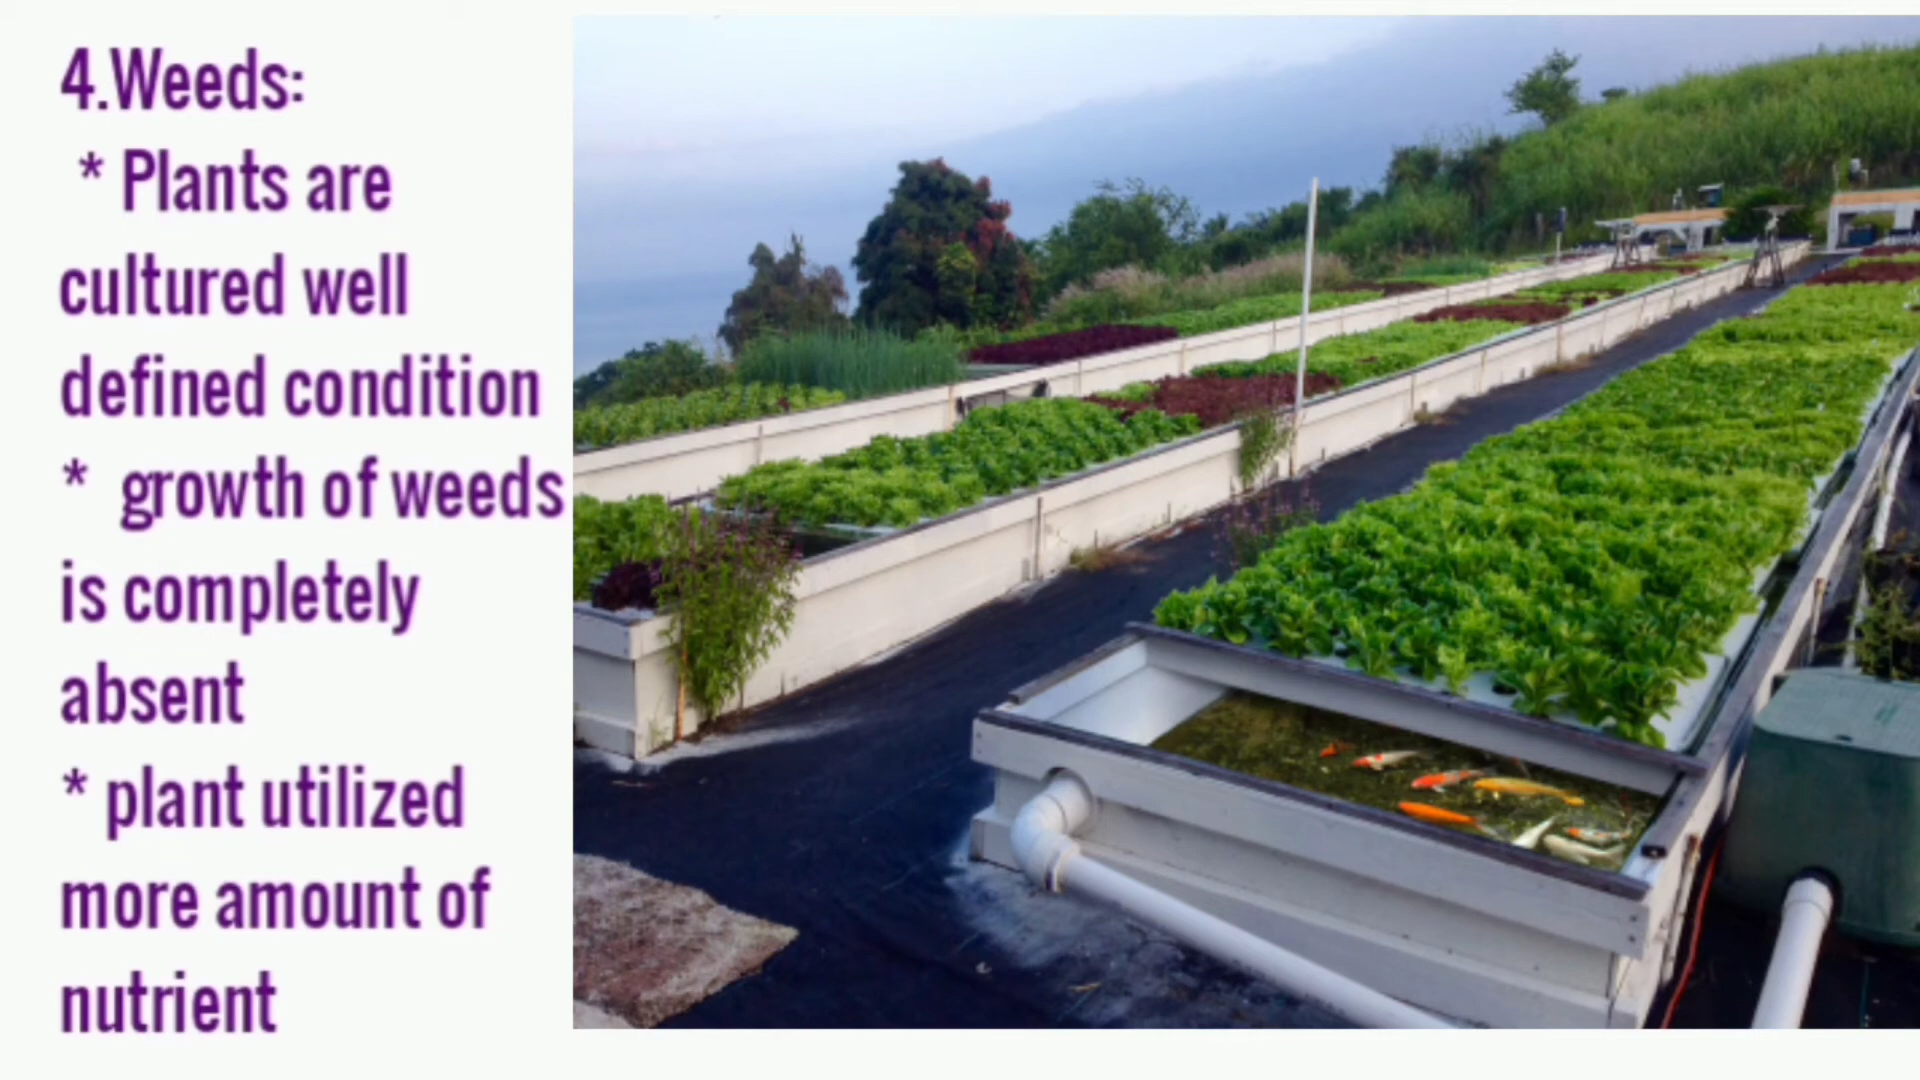 4.Weeds:
* Plants are
cultured well
defined condition
* growth of weeds
is completely
absent
* plant utilized
more amount of
nutrient